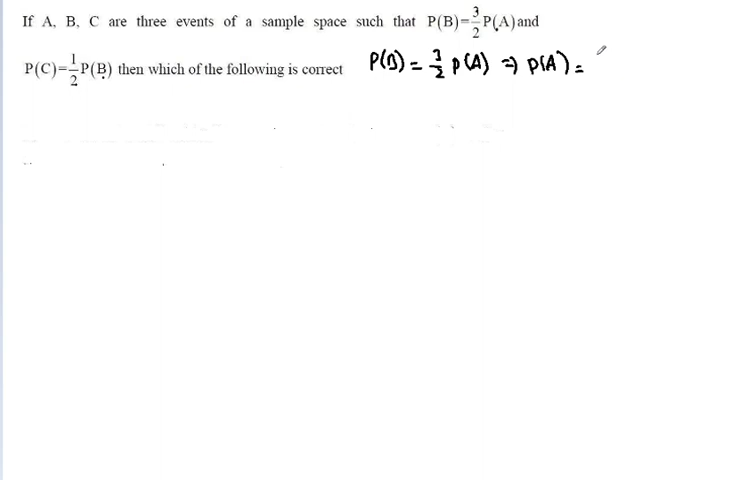 If A, B, C are three events of a sample space such that P(B)=3/2 P(A) and
P(C)=1/2 P(B) then which of the following is correct
P(B) = 3/2 P(A) ⇒ P(A) =